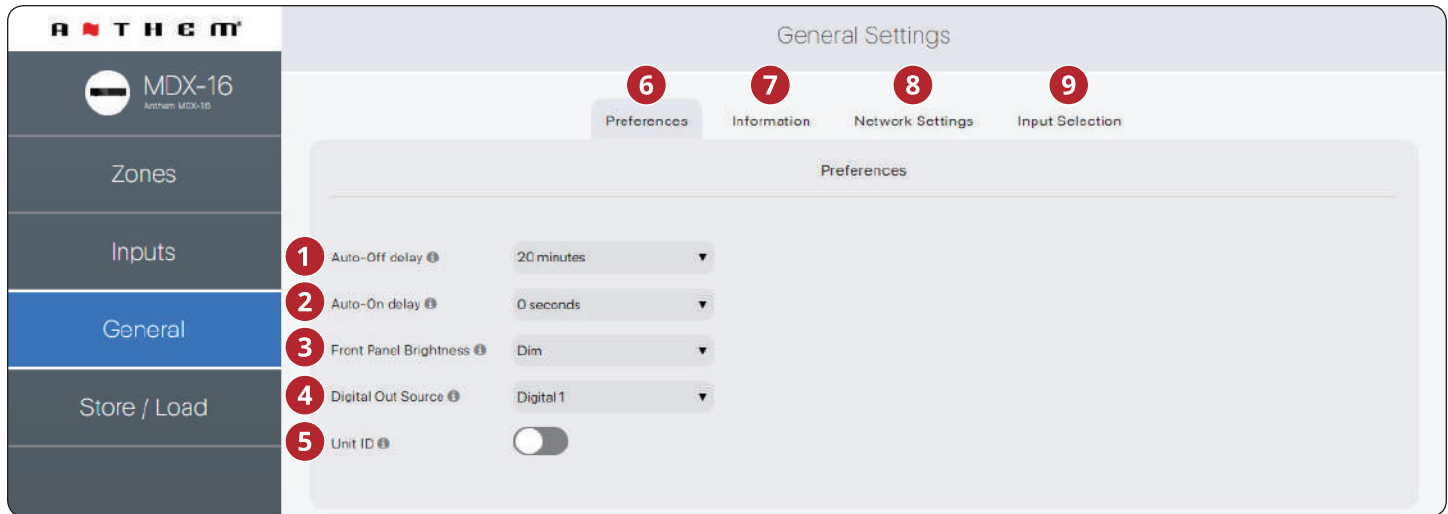 ANTHEM
General Settings
MDX-16
Anthem MDX-16
6 7 8 9
Preferences Information Network Settings Input Selection
Zones
Preferences
Inputs
1 Auto-Off delay 20 minutes
2 Auto-On delay 0 seconds
General
3 Front Panel Brightness Dim
4 Digital Out Source Digital 1
Store / Load
5 Unit ID